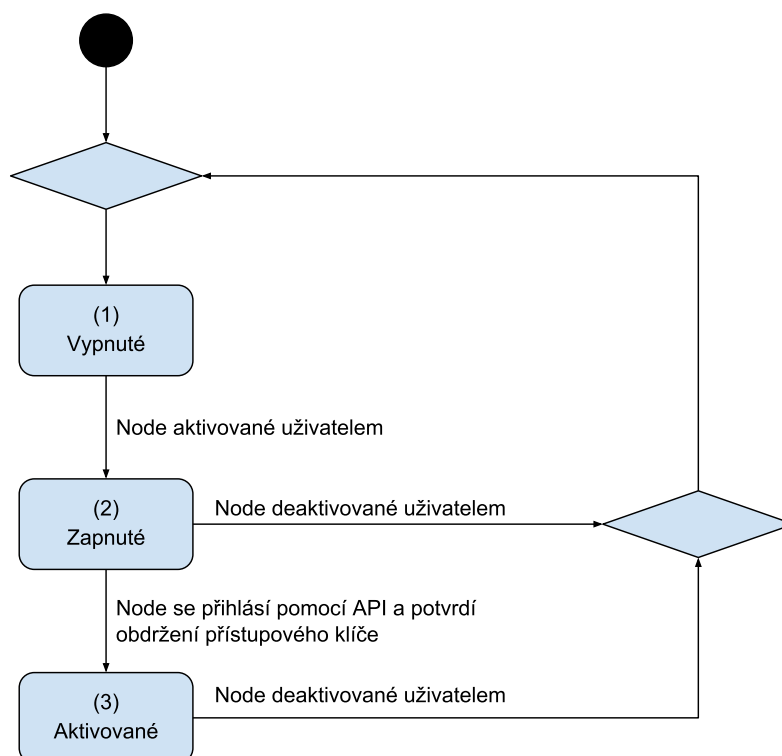 (1)
Vypnuté
Node aktivované uživatelem
(2)
Zapnuté
Node deaktivované uživatelem
Node se přihlásí pomocí API a potvrdí
obdržení přístupového klíče
(3)
Aktivované
Node deaktivované uživatelem